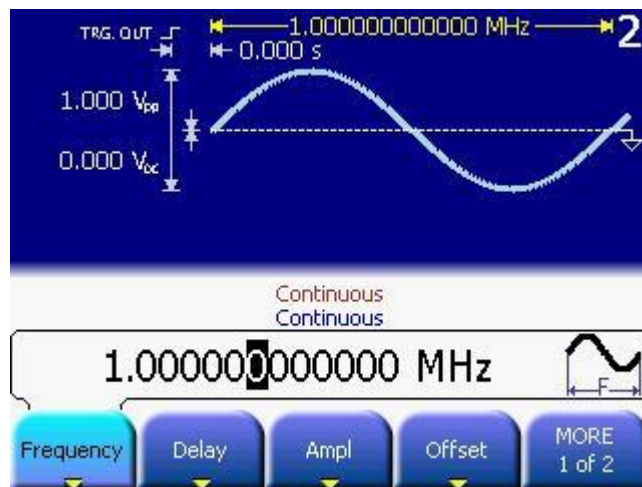 TRG. OUT
1.000000000000 MHz
2
0.000 s
1.000 Vpp
0.000 VDC
Continuous
Continuous
1.000000000000 MHz
F
Frequency
Delay
Ampl
Offset
MORE
1 of 2